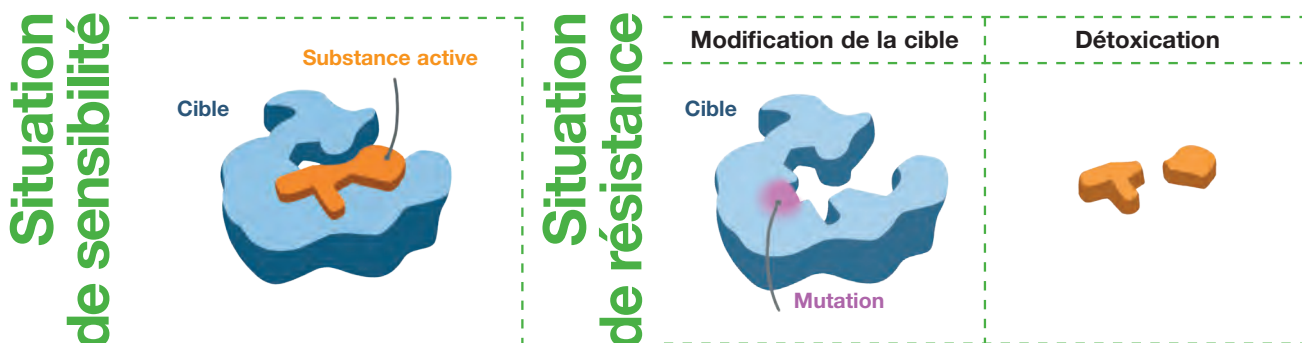 Situation
de sensibilité
Substance active
Cible
Situation
de résistance
Modification de la cible
Détoxication
Cible
Mutation